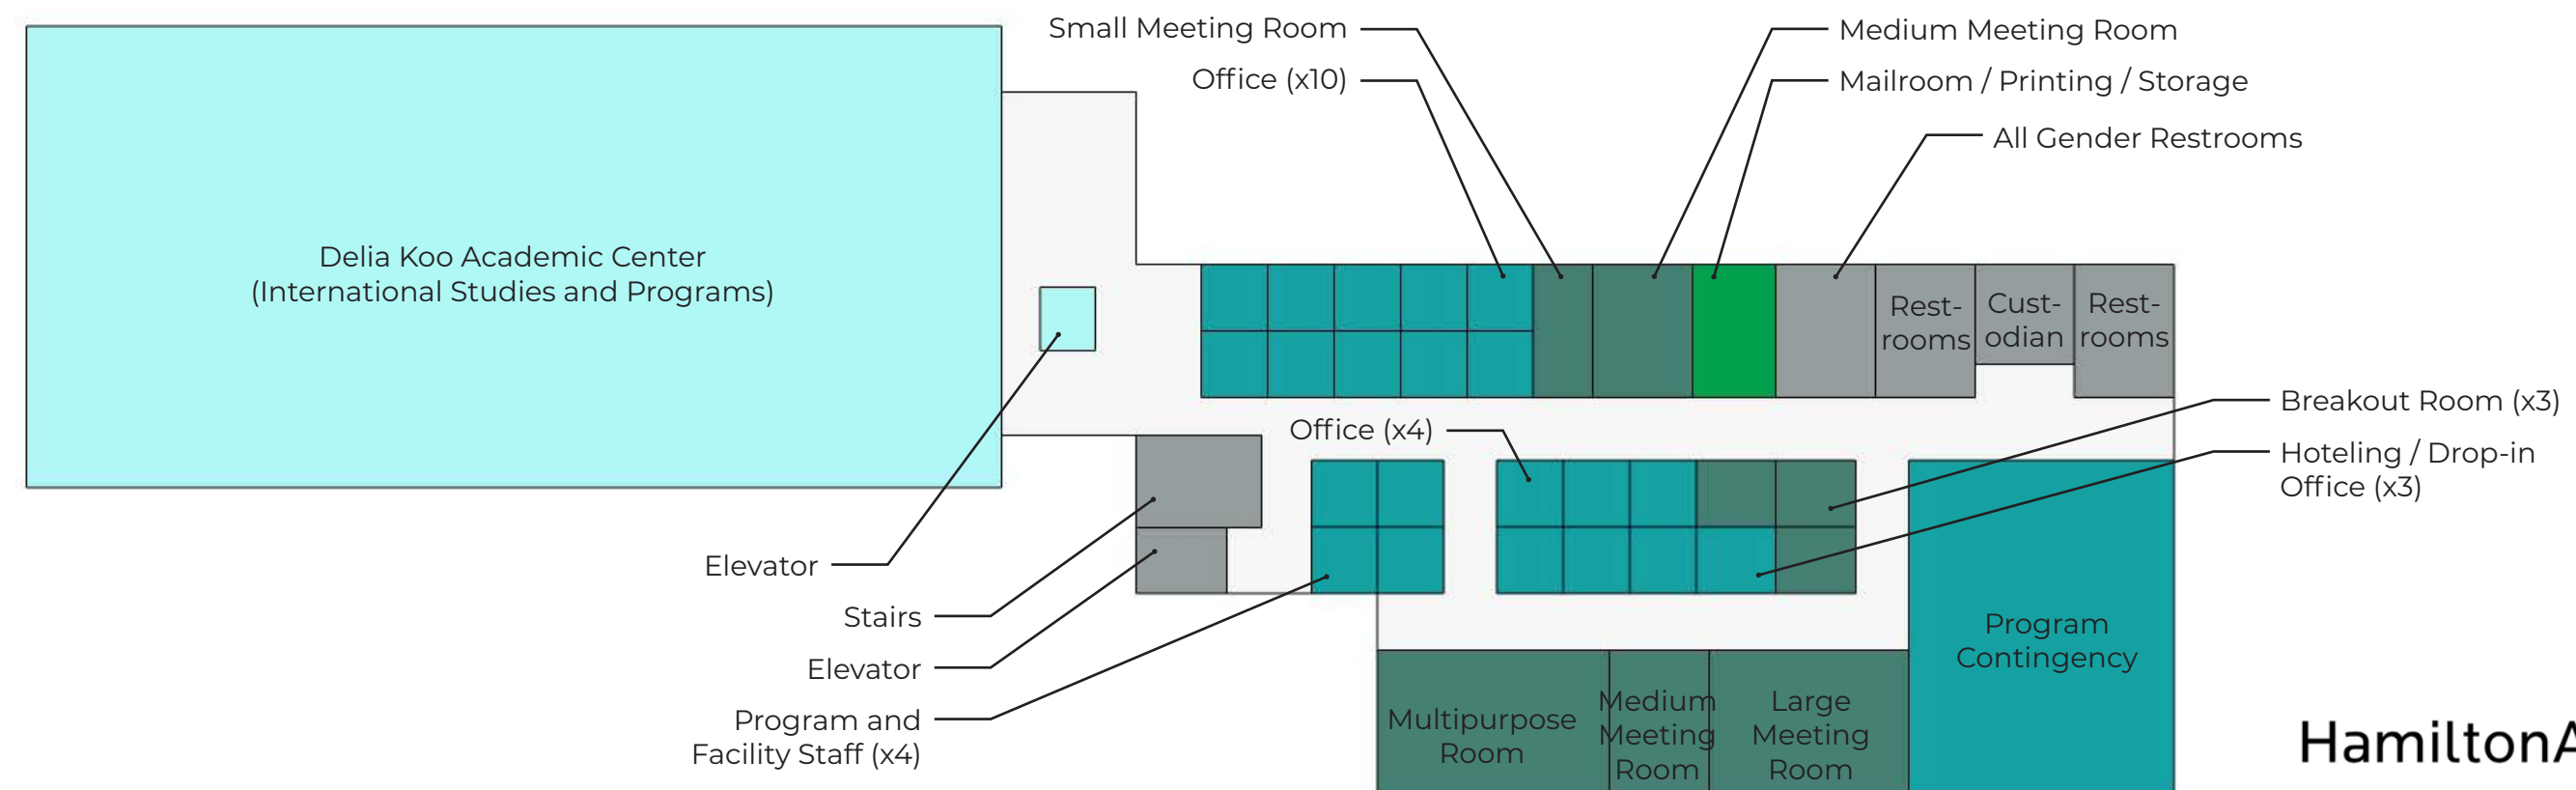 Small Meeting Room
Office (x10)
Medium Meeting Room
Mailroom / Printing / Storage
All Gender Restrooms
Delia Koo Academic Center
(International Studies and Programs)
Rest-
rooms
Cust-
odian
Rest-
rooms
Breakout Room (x3)
Office (x4)
Hoteling / Drop-in
Office (x3)
Elevator
Stairs
Elevator
Program and
Facility Staff (x4)
Program
Contingency
Multipurpose
Room
Medium
Meeting
Room
Large
Meeting
Room
HamiltonA